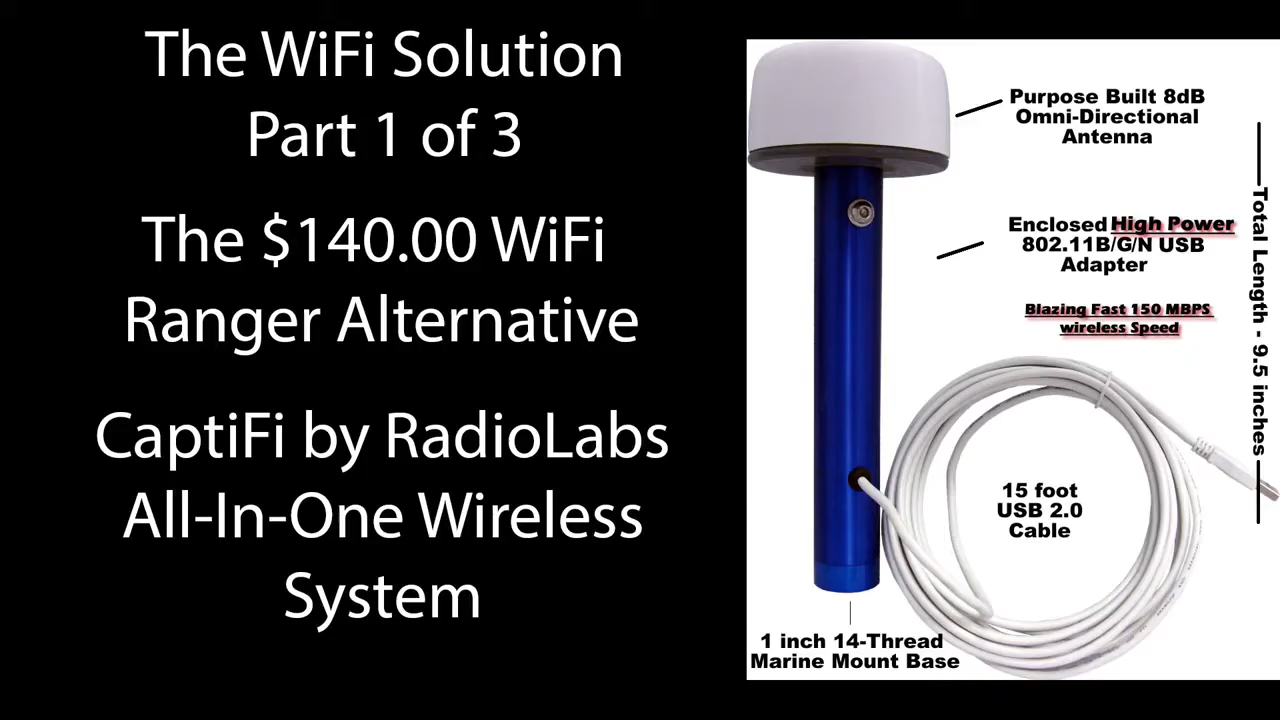 The WiFi Solution
Part 1 of 3
The $140.00 WiFi
Ranger Alternative
CaptiFi by RadioLabs
All-In-One Wireless
System
Purpose Built 8dB
Omni-Directional
Antenna
Enclosed High Power
802.11B/G/N USB
Adapter
Blazing Fast 150 MBPS
wireless Speed
Total Length - 9.5 inches
15 foot
USB 2.0
Cable
1 inch 14-Thread
Marine Mount Base